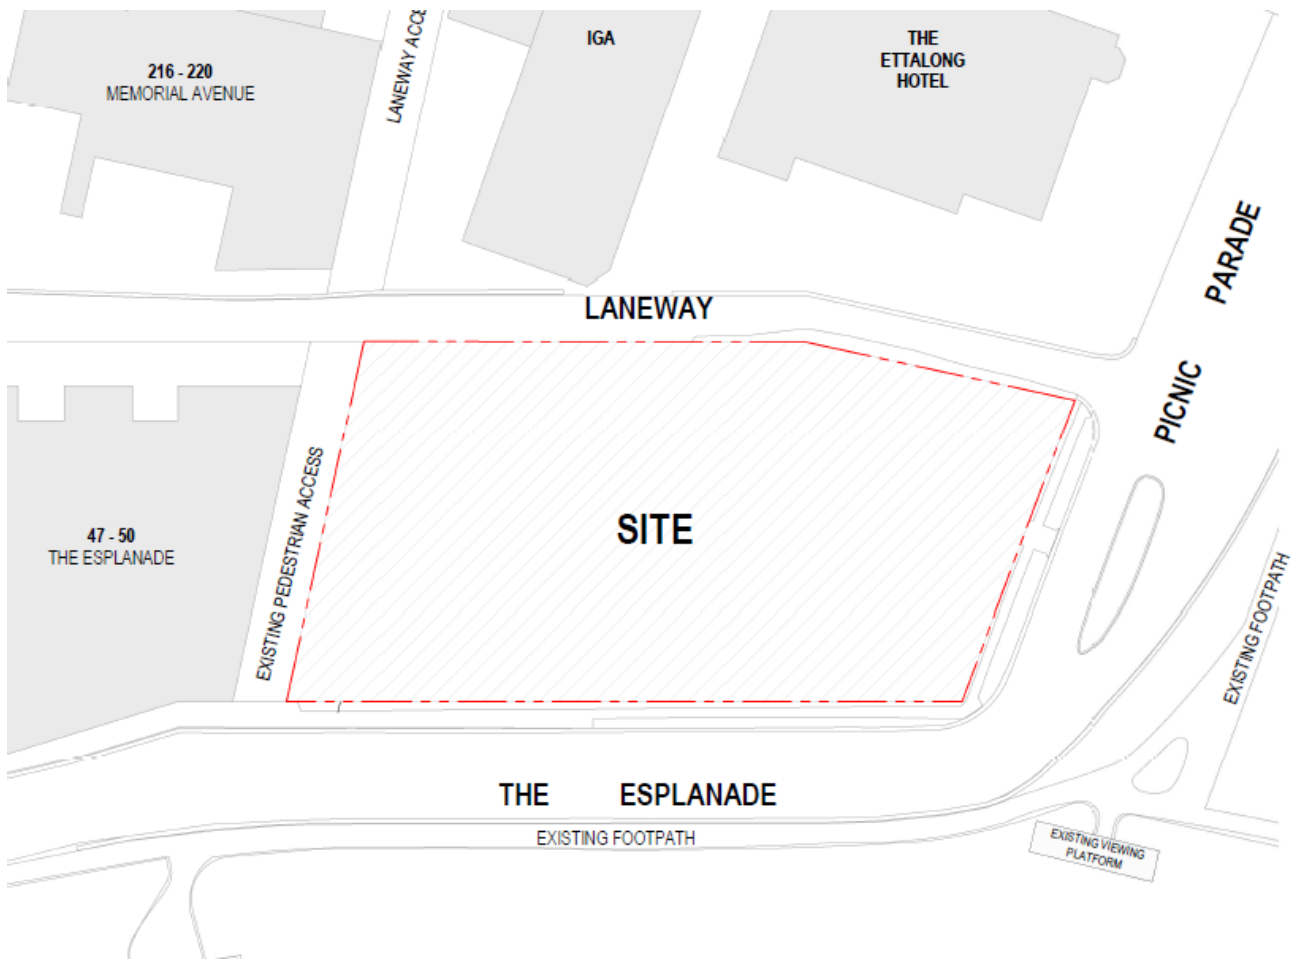 IGA
THE
ETTALONG
HOTEL
216 - 220
MEMORIAL AVENUE
LANEWAY
PARADE
PICNIC
EXISTING PEDESTRIAN ACCESS
SITE
47 - 50
THE ESPLANADE
EXISTING FOOTPATH
THE ESPLANADE
EXISTING FOOTPATH
EXISTING VIEWING
PLATFORM
LANEWAY